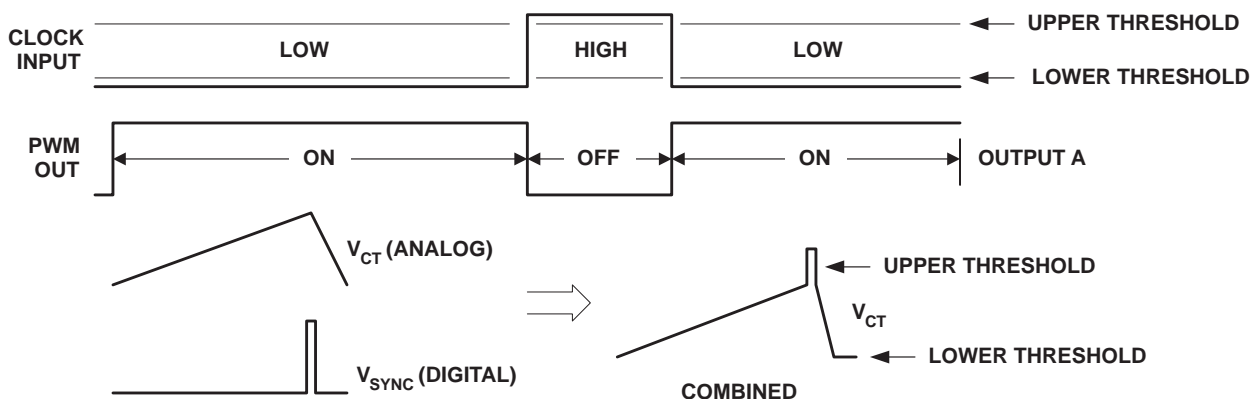 UPPER THRESHOLD
CLOCK INPUT
LOW
HIGH
LOW
LOWER THRESHOLD
PWM OUT
ON
OFF
ON
OUTPUT A
VCT (ANALOG)
UPPER THRESHOLD
VCT
LOWER THRESHOLD
VSYNC (DIGITAL)
COMBINED